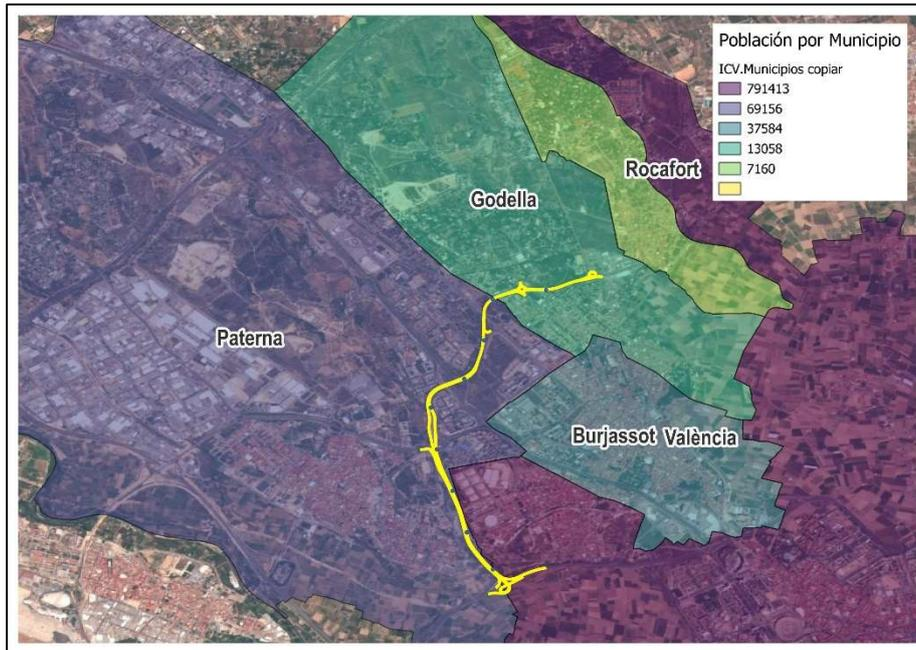 Población por Municipio
ICV.Municipios copiar
791413
69156
37584
13058
7160
Rocafort
Godella
Paterna
Burjassot València